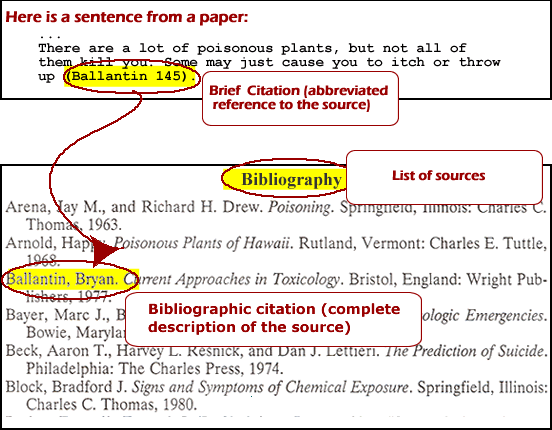 Here is a sentence from a paper:
...
There are a lot of poisonous plants, but not all of
them kill you. Some may just cause you to itch or throw
up (Ballantin 145).
Brief Citation (abbreviated
reference to the source)
Bibliography
List of sources
Arena, Jay M., and Richard H. Drew. Poisoning. Springfield, Illinois: Charles C.
Thomas, 1963.
Arnold, Poisonous Plants of Hawaii. Rutland, Vermont: Charles E. Tuttle,
1968.
Ballantin, Bryan. Current Approaches in Toxicology. Bristol, England: Wright Pub-
lishers, 1977.
Bibliographic citation (complete
description of the source)
Bayer, Marc J., B ologic Emergencies.
Bowie, Marylan
Beck, Aaron T., Harvey L. Resnick, and Dan J. Lettieri. The Prediction of Suicide.
Philadelphia: The Charles Press, 1974.
Block, Bradford J. Signs and Symptoms of Chemical Exposure. Springfield, Illinois:
Charles C. Thomas, 1980.